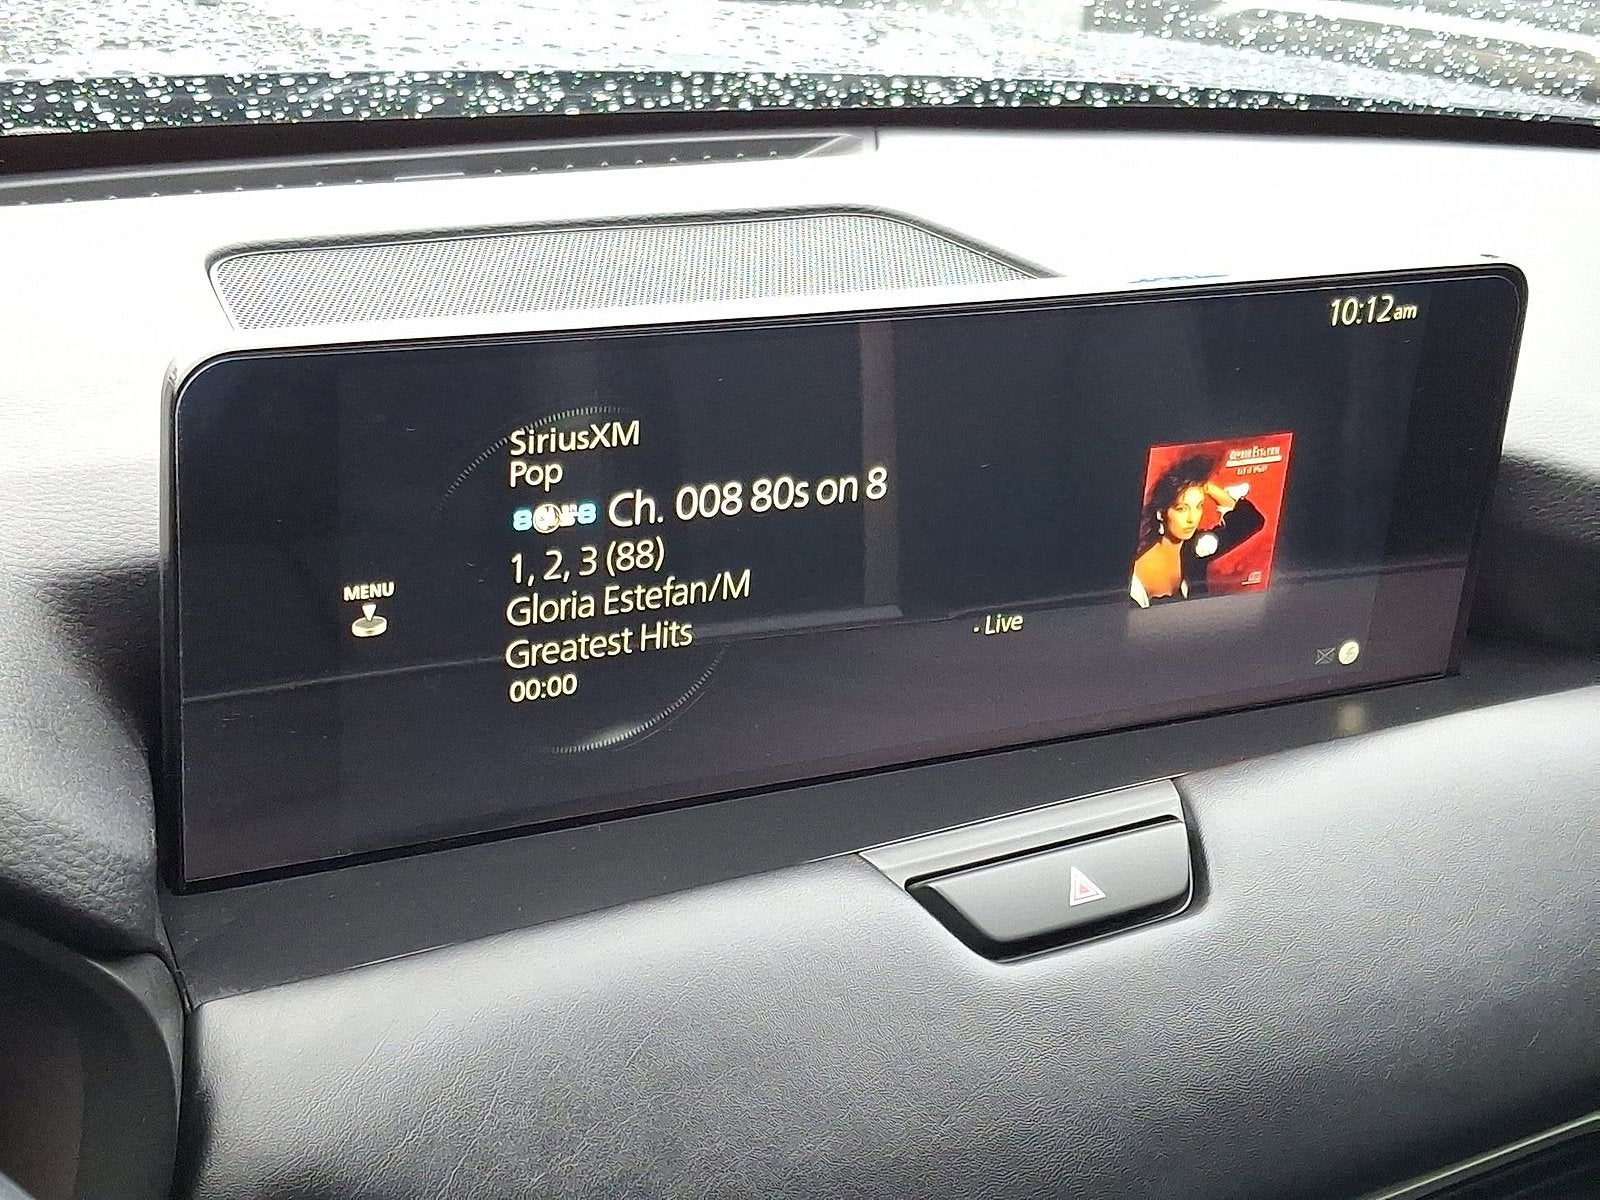 10:12am
SiriusXM
Pop
Ch. 008 80s on 8
1, 2, 3 (88)
Gloria Estefan/M
Greatest Hits
00:00
MENU
· Live